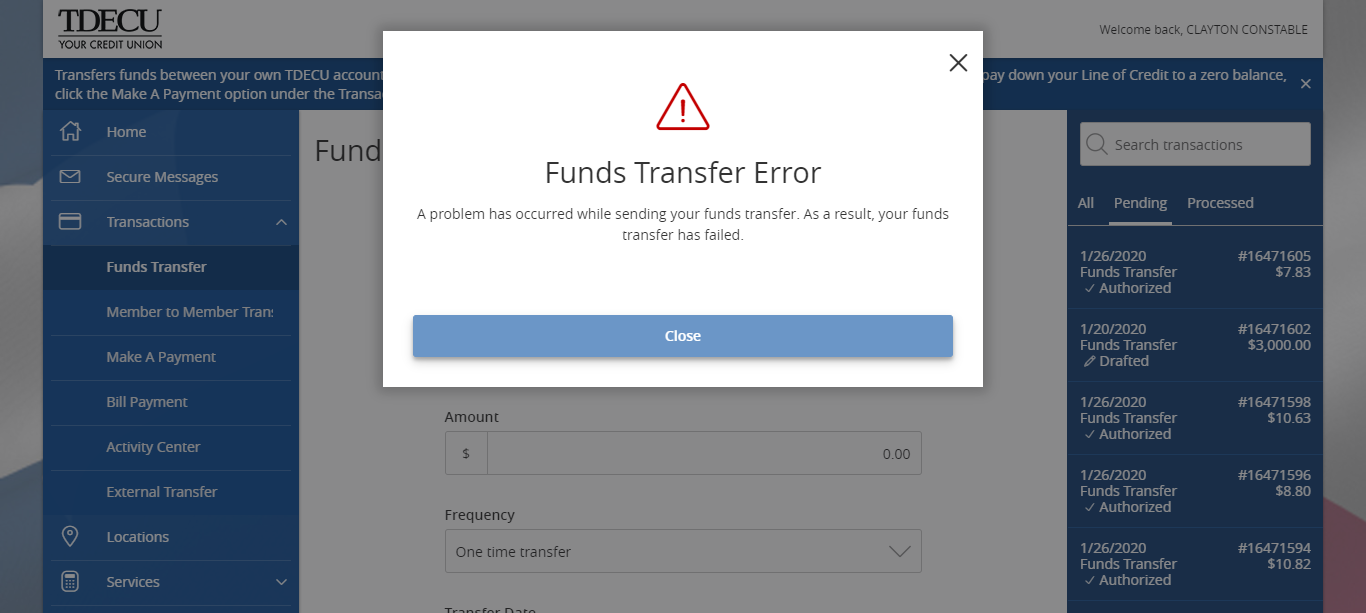 TDECU
YOUR CREDIT UNION
Welcome back, CLAYTON CONSTABLE
Transfers funds between your own TDECU account
pay down your Line of Credit to a zero balance,
click the Make A Payment option under the Transa
Home
Secure Messages
Transactions
Funds Transfer
Member to Member Trans
Make A Payment
Bill Payment
Activity Center
External Transfer
Locations
Services
Fund
Funds Transfer Error
A problem has occurred while sending your funds transfer. As a result, your funds
transfer has failed.
Close
Amount
$ 0.00
Frequency
One time transfer
Transfer Date
Search transactions
All Pending Processed
1/26/2020 #16471605
Funds Transfer $7.83
Authorized
1/20/2020 #16471602
Funds Transfer $3,000.00
Drafted
1/26/2020 #16471598
Funds Transfer $10.63
Authorized
1/26/2020 #16471596
Funds Transfer $8.80
Authorized
1/26/2020 #16471594
Funds Transfer $10.82
Authorized